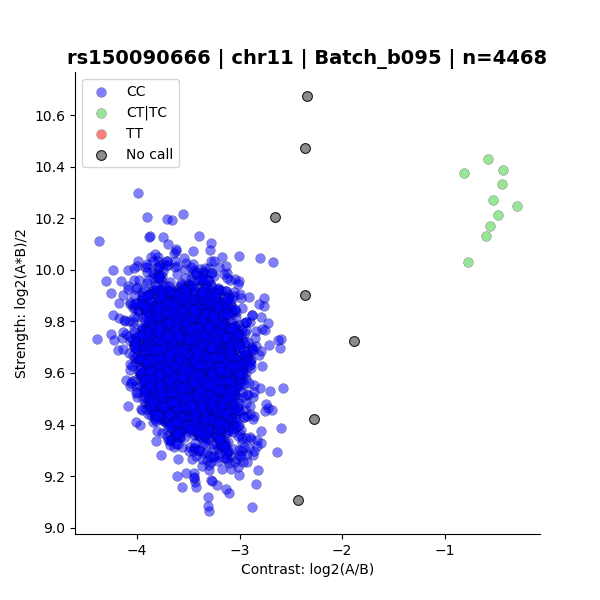 rs150090666 | chr11 | Batch_b095 | n=4468
CC
CT|TC
TT
No call
Strength: log2(A*B)/2
10.6
10.4
10.2
10.0
9.8
9.6
9.4
9.2
9.0
−4
−3
−2
−1
Contrast: log2(A/B)